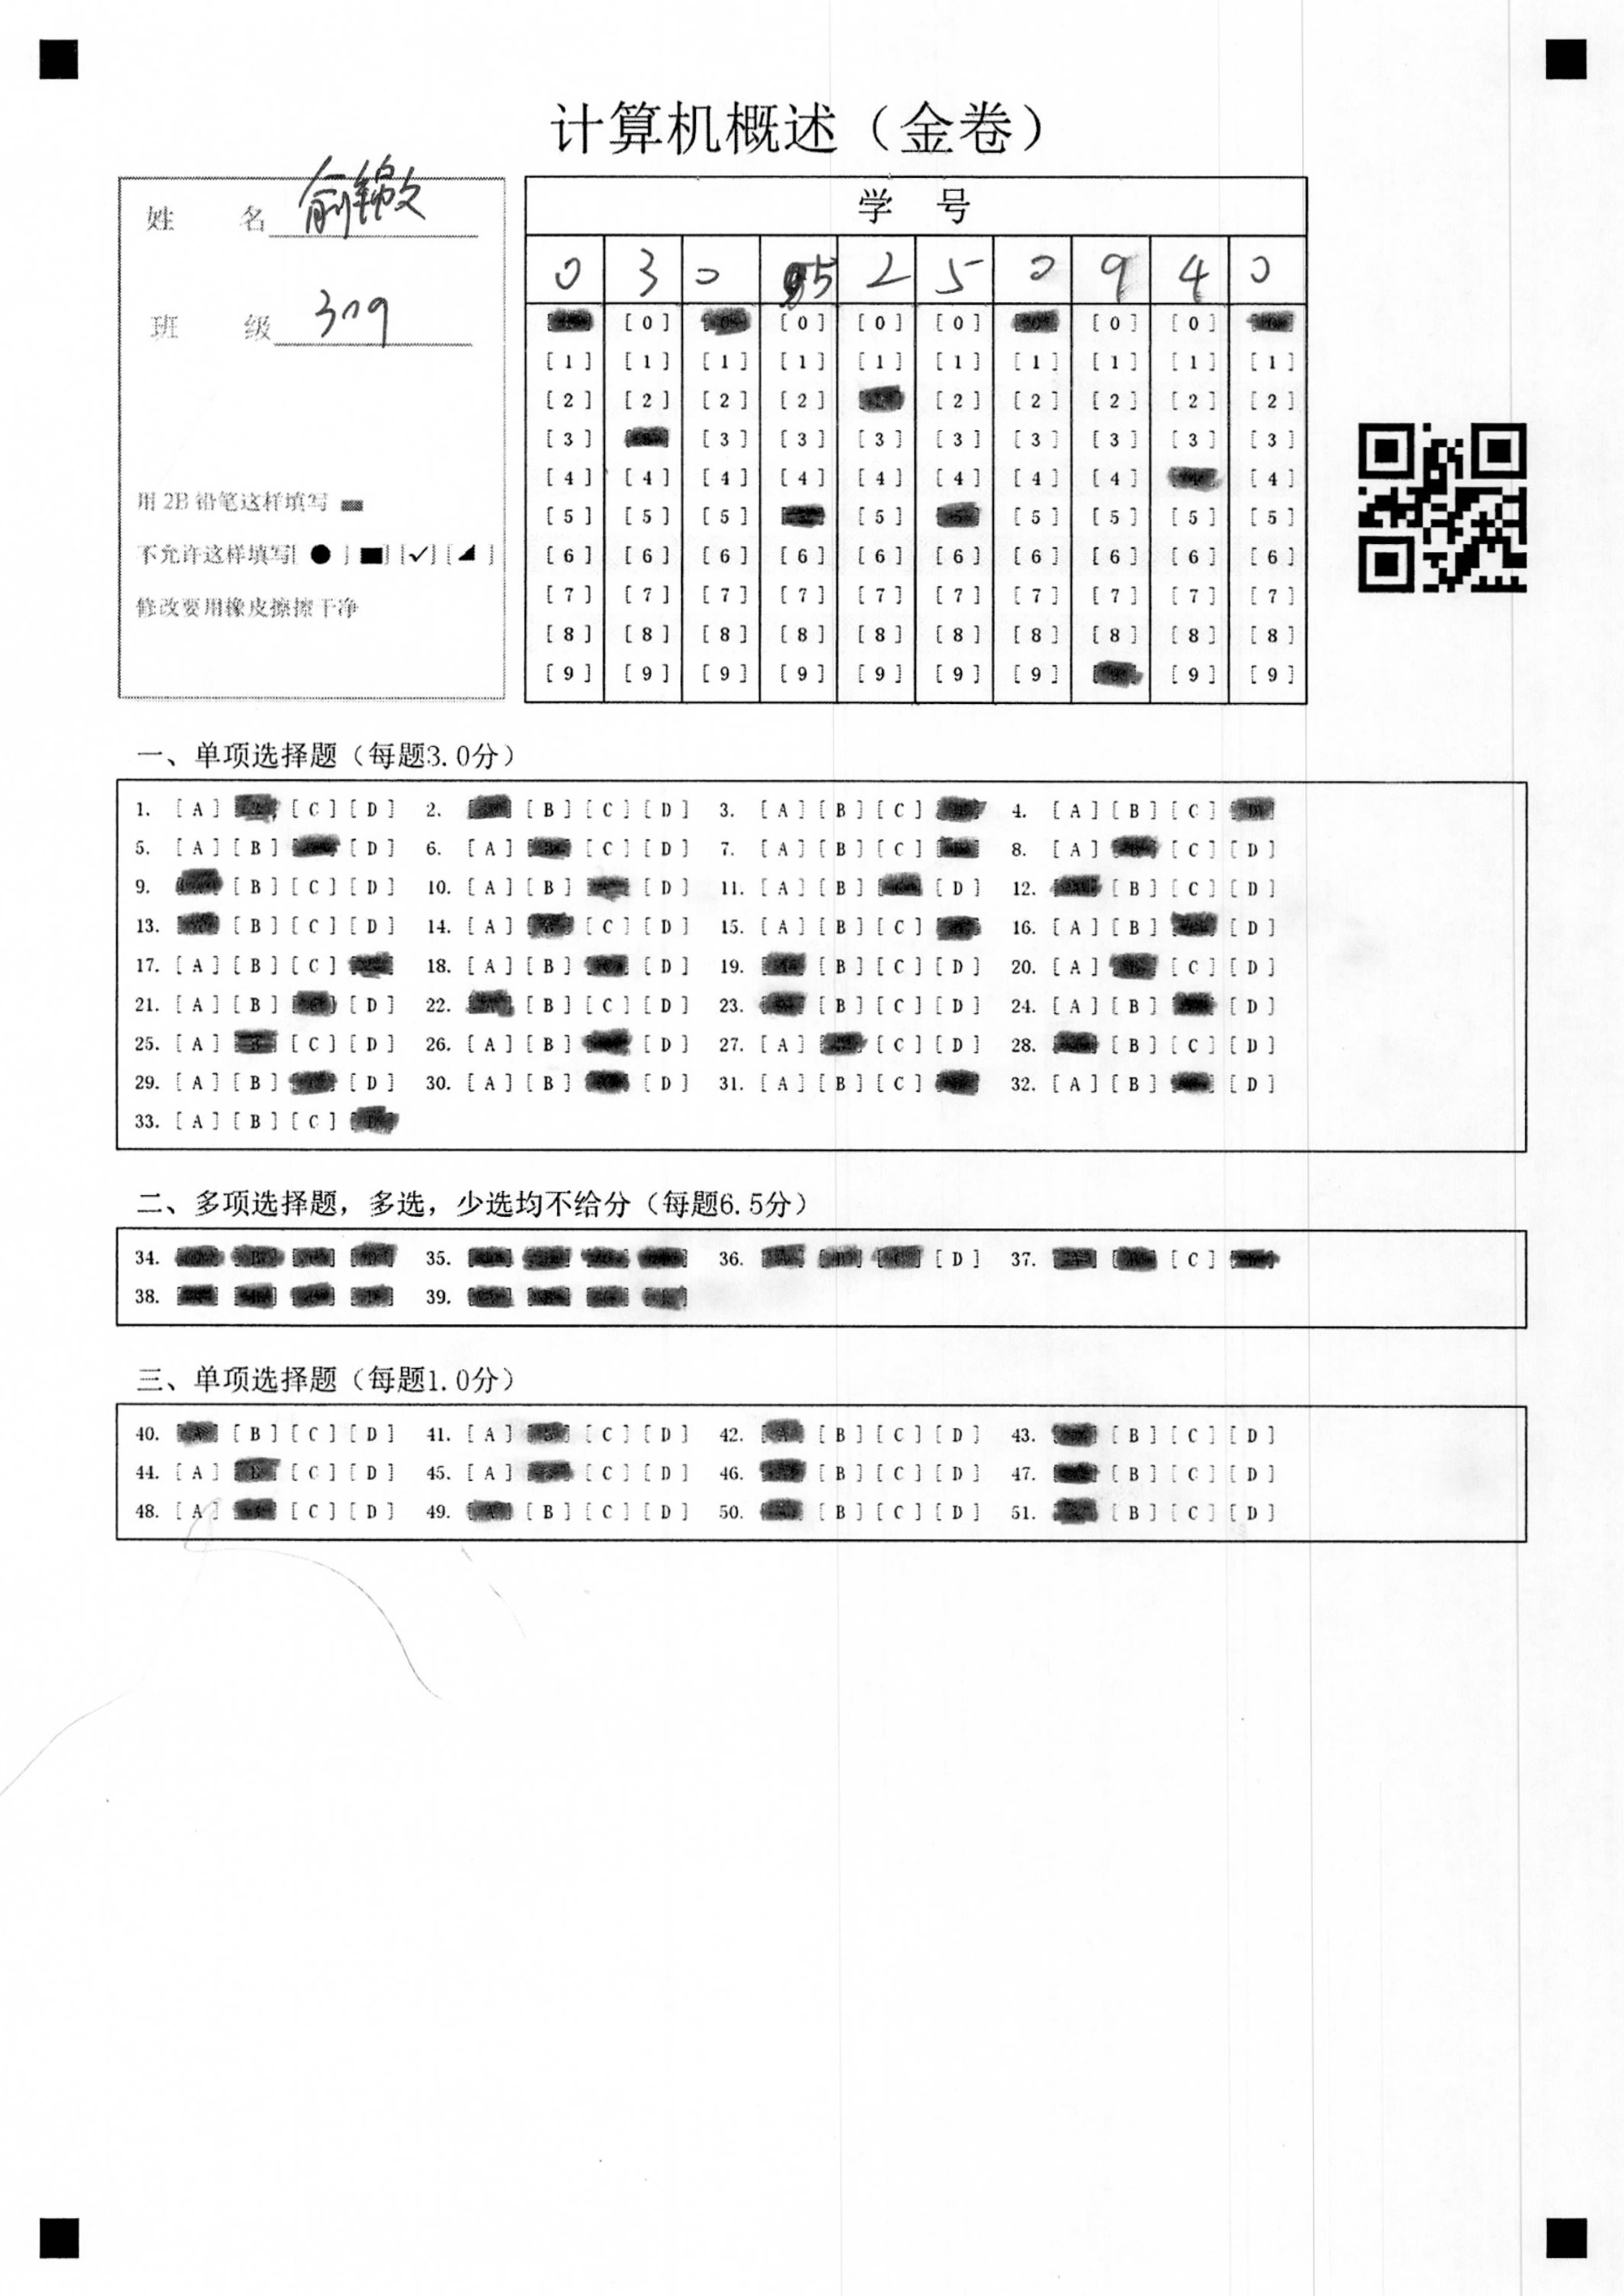 计算机概述（金卷）
姓 名 俞锦文
班 级 309
用 2B 铅笔这样填写
不允许这样填写[ ● ] [■] [✓] [◢ ]
修改要用橡皮擦擦干净
学 号
0 3 0 5 2 5 0 9 4 0
[0] [0] [0] [0] [0] [0]
[1] [1] [1] [1] [1] [1] [1] [1] [1] [1]
[2] [2] [2] [2] [2] [2] [2] [2] [2]
[3] [3] [3] [3] [3] [3] [3] [3] [3]
[4] [4] [4] [4] [4] [4] [4] [4] [4]
[5] [5] [5] [5] [5] [5] [5] [5]
[6] [6] [6] [6] [6] [6] [6] [6] [6] [6]
[7] [7] [7] [7] [7] [7] [7] [7] [7] [7]
[8] [8] [8] [8] [8] [8] [8] [8] [8] [8]
[9] [9] [9] [9] [9] [9] [9] [9] [9]
一、单项选择题（每题3.0分）
1. [A] [C] [D] 2. [B] [C] [D] 3. [A] [B] [C] 4. [A] [B] [C]
5. [A] [B] [D] 6. [A] [C] [D] 7. [A] [B] [C] 8. [A] [C] [D]
9. [B] [C] [D] 10. [A] [B] [D] 11. [A] [B] [D] 12. [B] [C] [D]
13. [B] [C] [D] 14. [A] [C] [D] 15. [A] [B] [C] 16. [A] [B] [D]
17. [A] [B] [C] 18. [A] [B] [D] 19. [B] [C] [D] 20. [A] [C] [D]
21. [A] [B] [D] 22. [B] [C] [D] 23. [B] [C] [D] 24. [A] [B] [D]
25. [A] [C] [D] 26. [A] [B] [D] 27. [A] [C] [D] 28. [B] [C] [D]
29. [A] [B] [D] 30. [A] [B] [D] 31. [A] [B] [C] 32. [A] [B] [D]
33. [A] [B] [C]
二、多项选择题，多选，少选均不给分（每题6.5分）
34. 35. 36. [D] 37. [C]
38. 39.
三、单项选择题（每题1.0分）
40. [B] [C] [D] 41. [A] [C] [D] 42. [B] [C] [D] 43. [B] [C] [D]
44. [A] [C] [D] 45. [A] [C] [D] 46. [B] [C] [D] 47. [B] [C] [D]
48. [A] [C] [D] 49. [B] [C] [D] 50. [B] [C] [D] 51. [B] [C] [D]